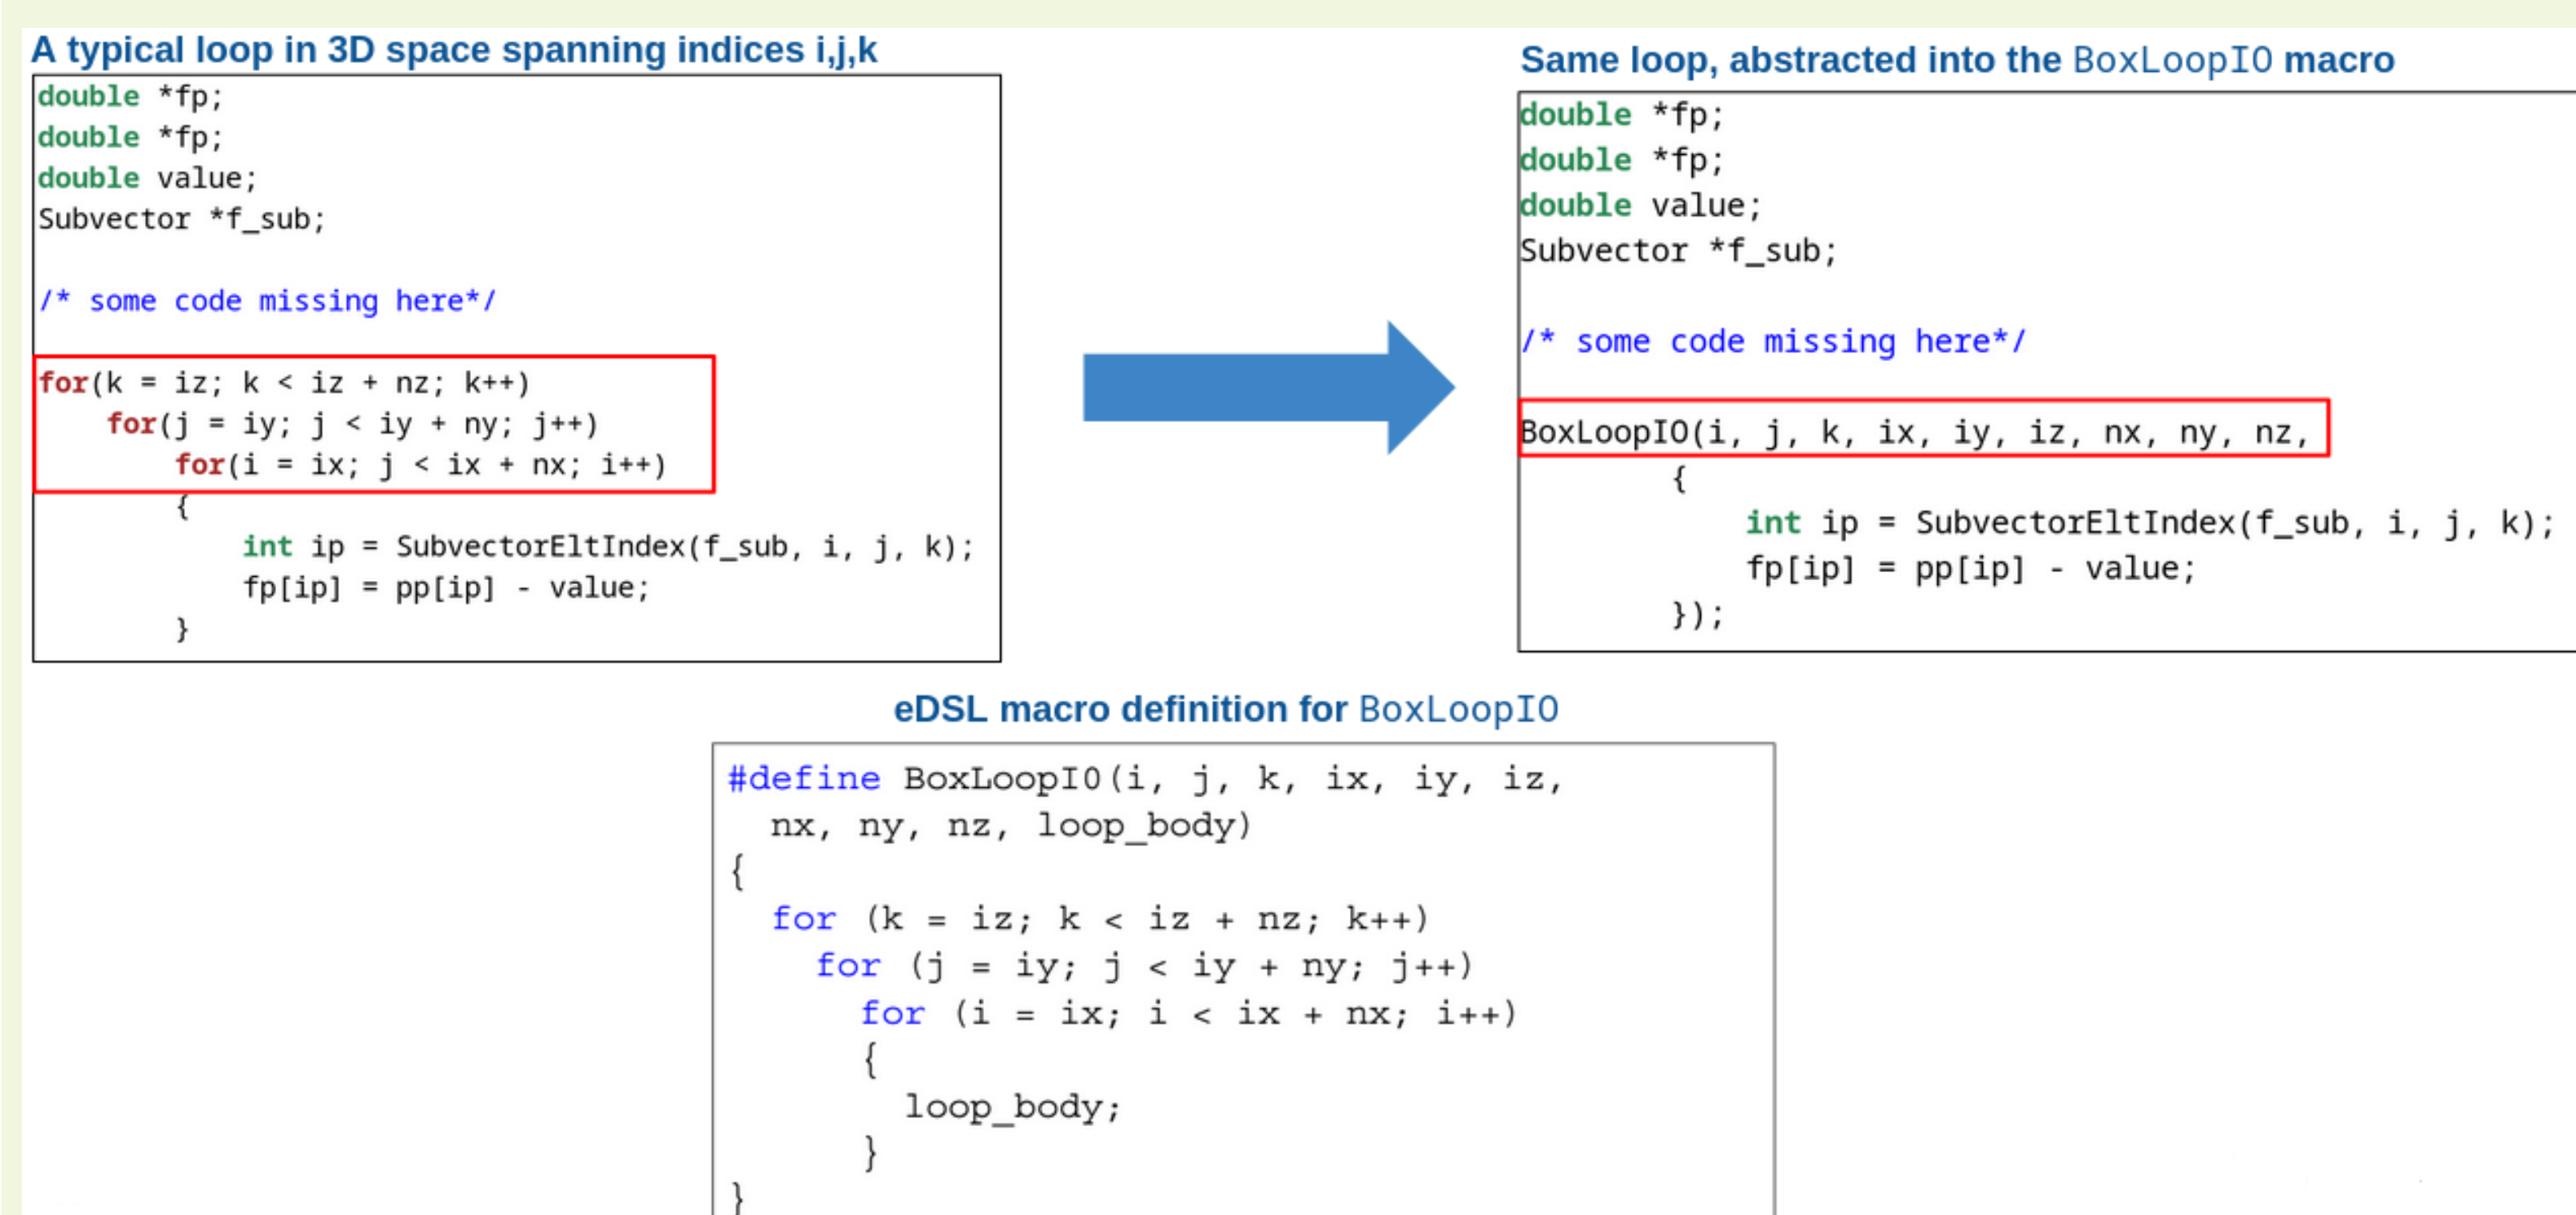 A typical loop in 3D space spanning indices i,j,k
double *fp;
double *fp;
double value;
Subvector *f_sub;
/* some code missing here*/
for(k = iz; k < iz + nz; k++)
for(j = iy; j < iy + ny; j++)
for(i = ix; j < ix + nx; i++)
{
int ip = SubvectorEltIndex(f_sub, i, j, k);
fp[ip] = pp[ip] - value;
}
Same loop, abstracted into the BoxLoopI0 macro
double *fp;
double *fp;
double value;
Subvector *f_sub;
/* some code missing here*/
BoxLoopI0(i, j, k, ix, iy, iz, nx, ny, nz,
{
int ip = SubvectorEltIndex(f_sub, i, j, k);
fp[ip] = pp[ip] - value;
});
eDSL macro definition for BoxLoopI0
#define BoxLoopI0(i, j, k, ix, iy, iz,
nx, ny, nz, loop_body)
{
for (k = iz; k < iz + nz; k++)
for (j = iy; j < iy + ny; j++)
for (i = ix; i < ix + nx; i++)
{
loop_body;
}
}